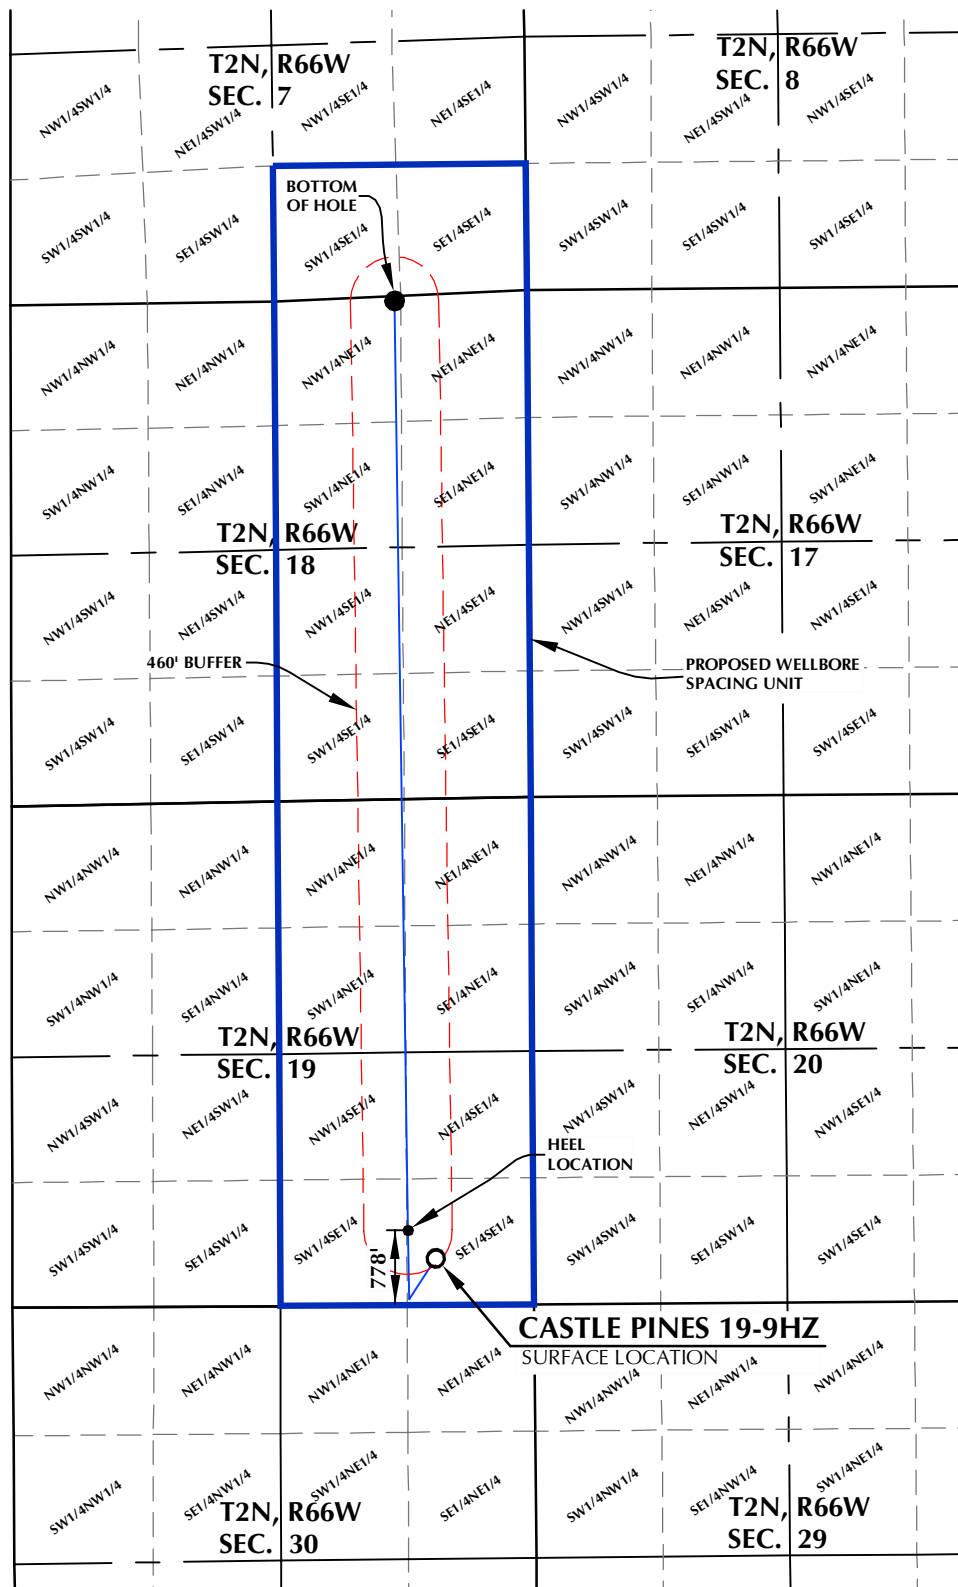 T2N, R66W
SEC. 7
T2N, R66W
SEC. 8
NW1/4SW1/4
NE1/4SW1/4
NW1/4SE1/4
NE1/4SE1/4
NW1/4SW1/4
NE1/4SW1/4
NW1/4SE1/4
BOTTOM
OF HOLE
SW1/4SW1/4
SE1/4SW1/4
SW1/4SE1/4
SE1/4SE1/4
SW1/4SW1/4
SE1/4SW1/4
SW1/4SE1/4
NW1/4NW1/4
NE1/4NW1/4
NW1/4NE1/4
NE1/4NE1/4
NW1/4NW1/4
NE1/4NW1/4
NW1/4NE1/4
SW1/4NW1/4
SE1/4NW1/4
SW1/4NE1/4
SE1/4NE1/4
SW1/4NW1/4
SE1/4NW1/4
SW1/4NE1/4
T2N, R66W
SEC. 18
T2N, R66W
SEC. 17
NW1/4SW1/4
NE1/4SW1/4
NW1/4SE1/4
NE1/4SE1/4
NW1/4SW1/4
NE1/4SW1/4
NW1/4SE1/4
460' BUFFER
PROPOSED WELLBORE
SPACING UNIT
SW1/4SW1/4
SE1/4SW1/4
SW1/4SE1/4
SE1/4SE1/4
SW1/4SW1/4
SE1/4SW1/4
SW1/4SE1/4
NW1/4NW1/4
NE1/4NW1/4
NW1/4NE1/4
NE1/4NE1/4
NW1/4NW1/4
NE1/4NW1/4
NW1/4NE1/4
SW1/4NW1/4
SE1/4NW1/4
SW1/4NE1/4
SE1/4NE1/4
SW1/4NW1/4
SE1/4NW1/4
SW1/4NE1/4
T2N, R66W
SEC. 19
T2N, R66W
SEC. 20
NW1/4SW1/4
NE1/4SW1/4
NW1/4SE1/4
NE1/4SE1/4
NW1/4SW1/4
NE1/4SW1/4
NW1/4SE1/4
HEEL
LOCATION
SW1/4SW1/4
SE1/4SW1/4
SW1/4SE1/4
SE1/4SE1/4
SW1/4SW1/4
SE1/4SW1/4
SW1/4SE1/4
778'
CASTLE PINES 19-9HZ
SURFACE LOCATION
NW1/4NW1/4
NE1/4NW1/4
NW1/4NE1/4
NE1/4NE1/4
NW1/4NW1/4
NE1/4NW1/4
NW1/4NE1/4
SW1/4NW1/4
SE1/4NW1/4
SW1/4NE1/4
SE1/4NE1/4
SW1/4NW1/4
SE1/4NW1/4
SW1/4NE1/4
T2N, R66W
SEC. 30
T2N, R66W
SEC. 29